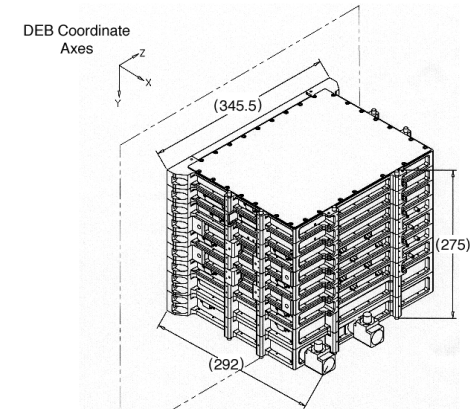 DEB Coordinate
Axes
Z
X
Y
(345.5)
(275)
(292)